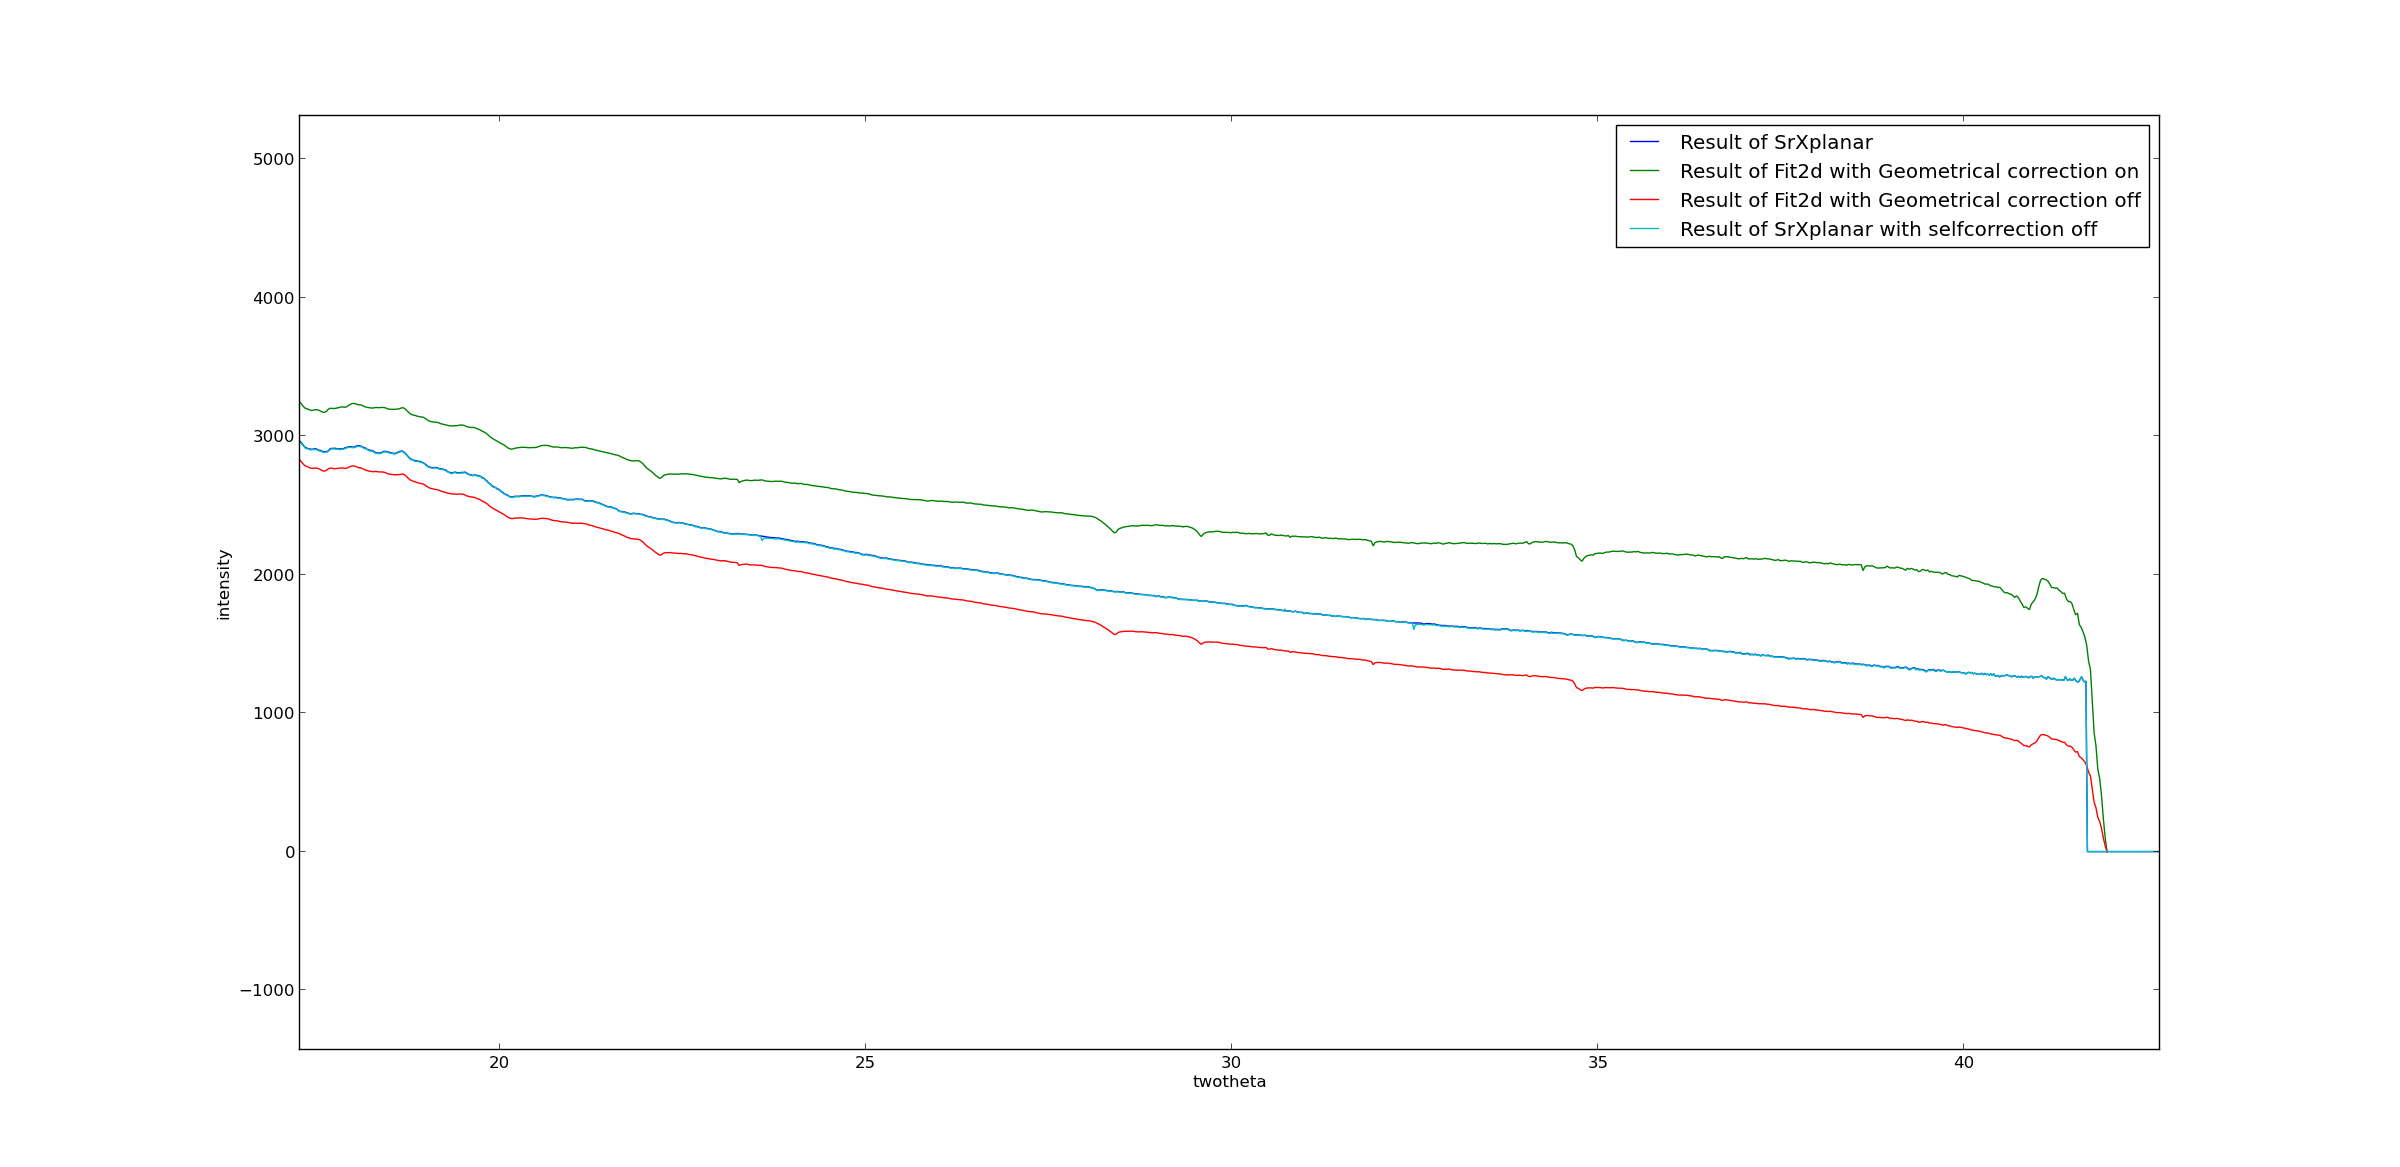 Result of SrXplanar
Result of Fit2d with Geometrical correction on
Result of Fit2d with Geometrical correction off
Result of SrXplanar with selfcorrection off
5000
4000
3000
2000
1000
0
−1000
intensity
20 25 30 35 40
twotheta